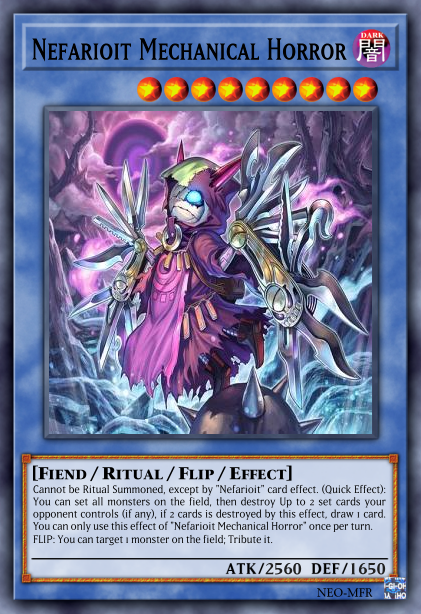 NEFARIOIT MECHANICAL HORROR
DARK
闇
[FIEND / RITUAL / FLIP / EFFECT]
Cannot be Ritual Summoned, except by "Nefarioit" card effect. (Quick Effect):
You can set all monsters on the field, then destroy Up to 2 set cards your
opponent controls (if any), if 2 cards is destroyed by this effect, draw 1 card.
You can only use this effect of "Nefarioit Mechanical Horror" once per turn.
FLIP: You can target 1 monster on the field; Tribute it.
ATK/2560 DEF/1650
NEO-MFR